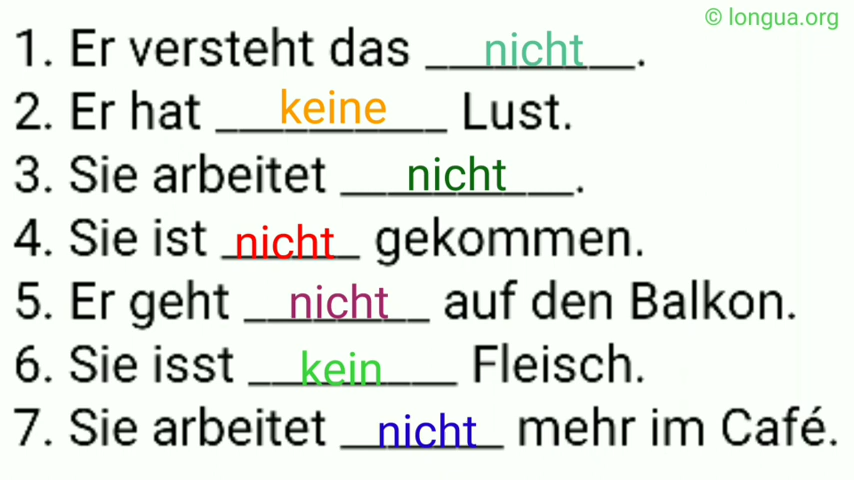 © longua.org
1. Er versteht das nicht.
2. Er hat keine Lust.
3. Sie arbeitet nicht.
4. Sie ist nicht gekommen.
5. Er geht nicht auf den Balkon.
6. Sie isst kein Fleisch.
7. Sie arbeitet nicht mehr im Café.